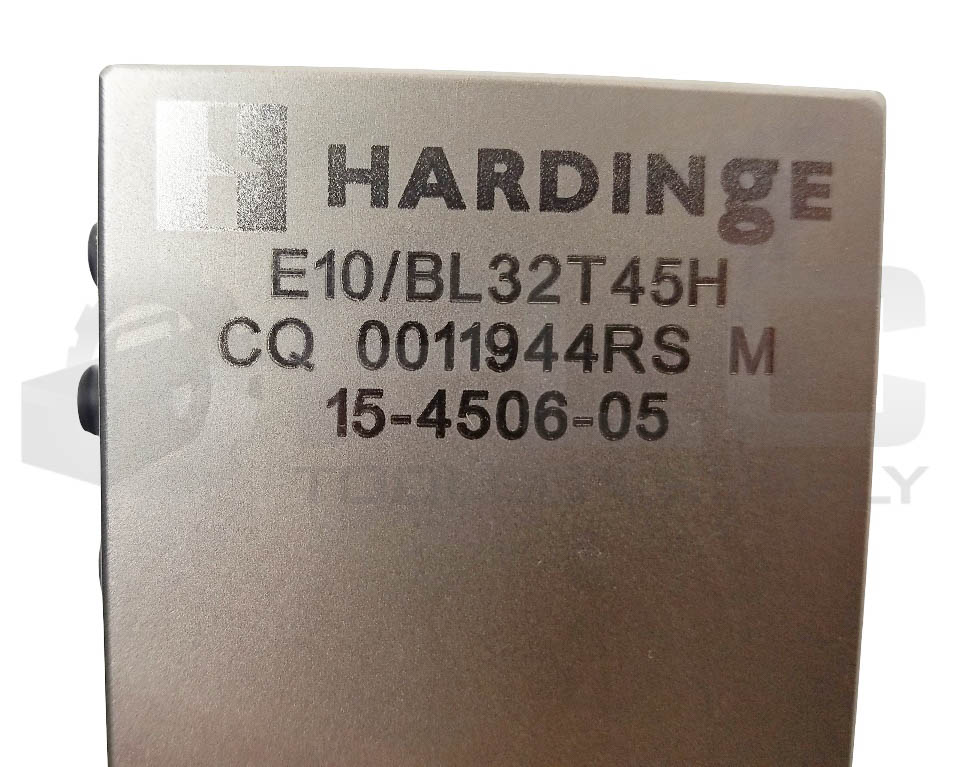 H HARDINgE
E10/BL32T45H
CQ 0011944RS M
15-4506-05